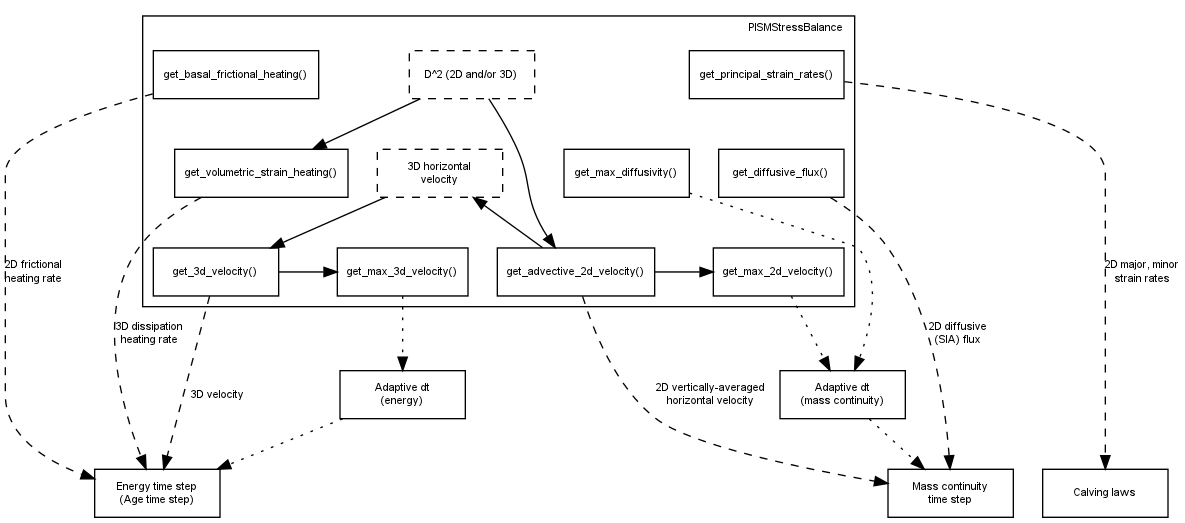 PISMStressBalance
get_basal_frictional_heating()
D^2 (2D and/or 3D)
get_principal_strain_rates()
get_volumetric_strain_heating()
3D horizontal
velocity
get_max_diffusivity()
get_diffusive_flux()
get_3d_velocity()
get_max_3d_velocity()
get_advective_2d_velocity()
get_max_2d_velocity()
2D frictional
heating rate
2D major, minor
strain rates
3D dissipation
heating rate
2D diffusive
(SIA) flux
3D velocity
Adaptive dt
(energy)
2D vertically-averaged
horizontal velocity
Adaptive dt
(mass continuity)
Energy time step
(Age time step)
Mass continuity
time step
Calving laws